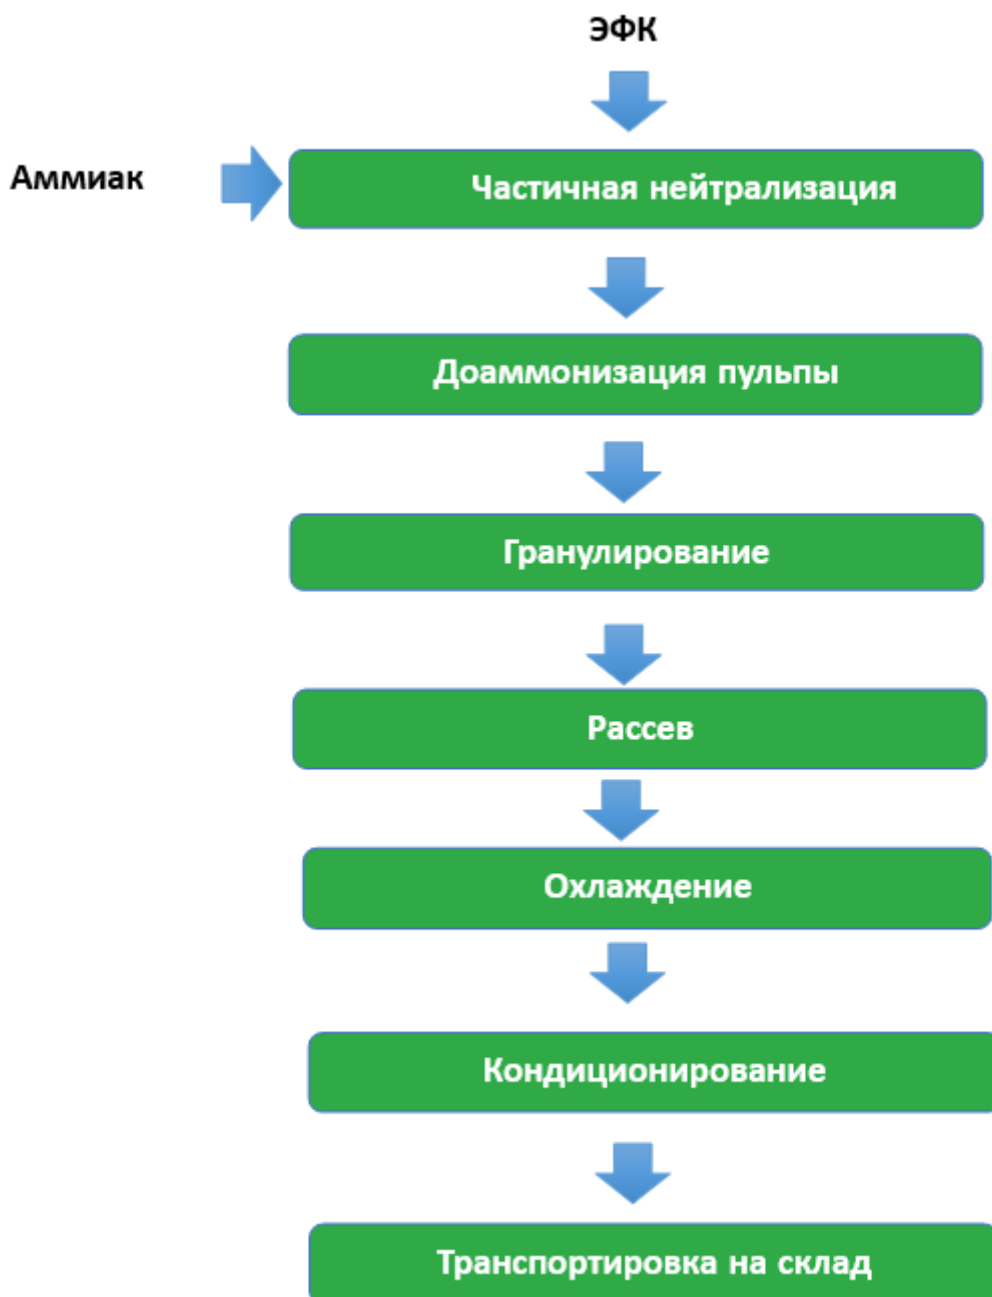 ЭФК
Аммиак
Частичная нейтрализация
Доаммонизация пульпы
Гранулирование
Рассев
Охлаждение
Кондиционирование
Транспортировка на склад